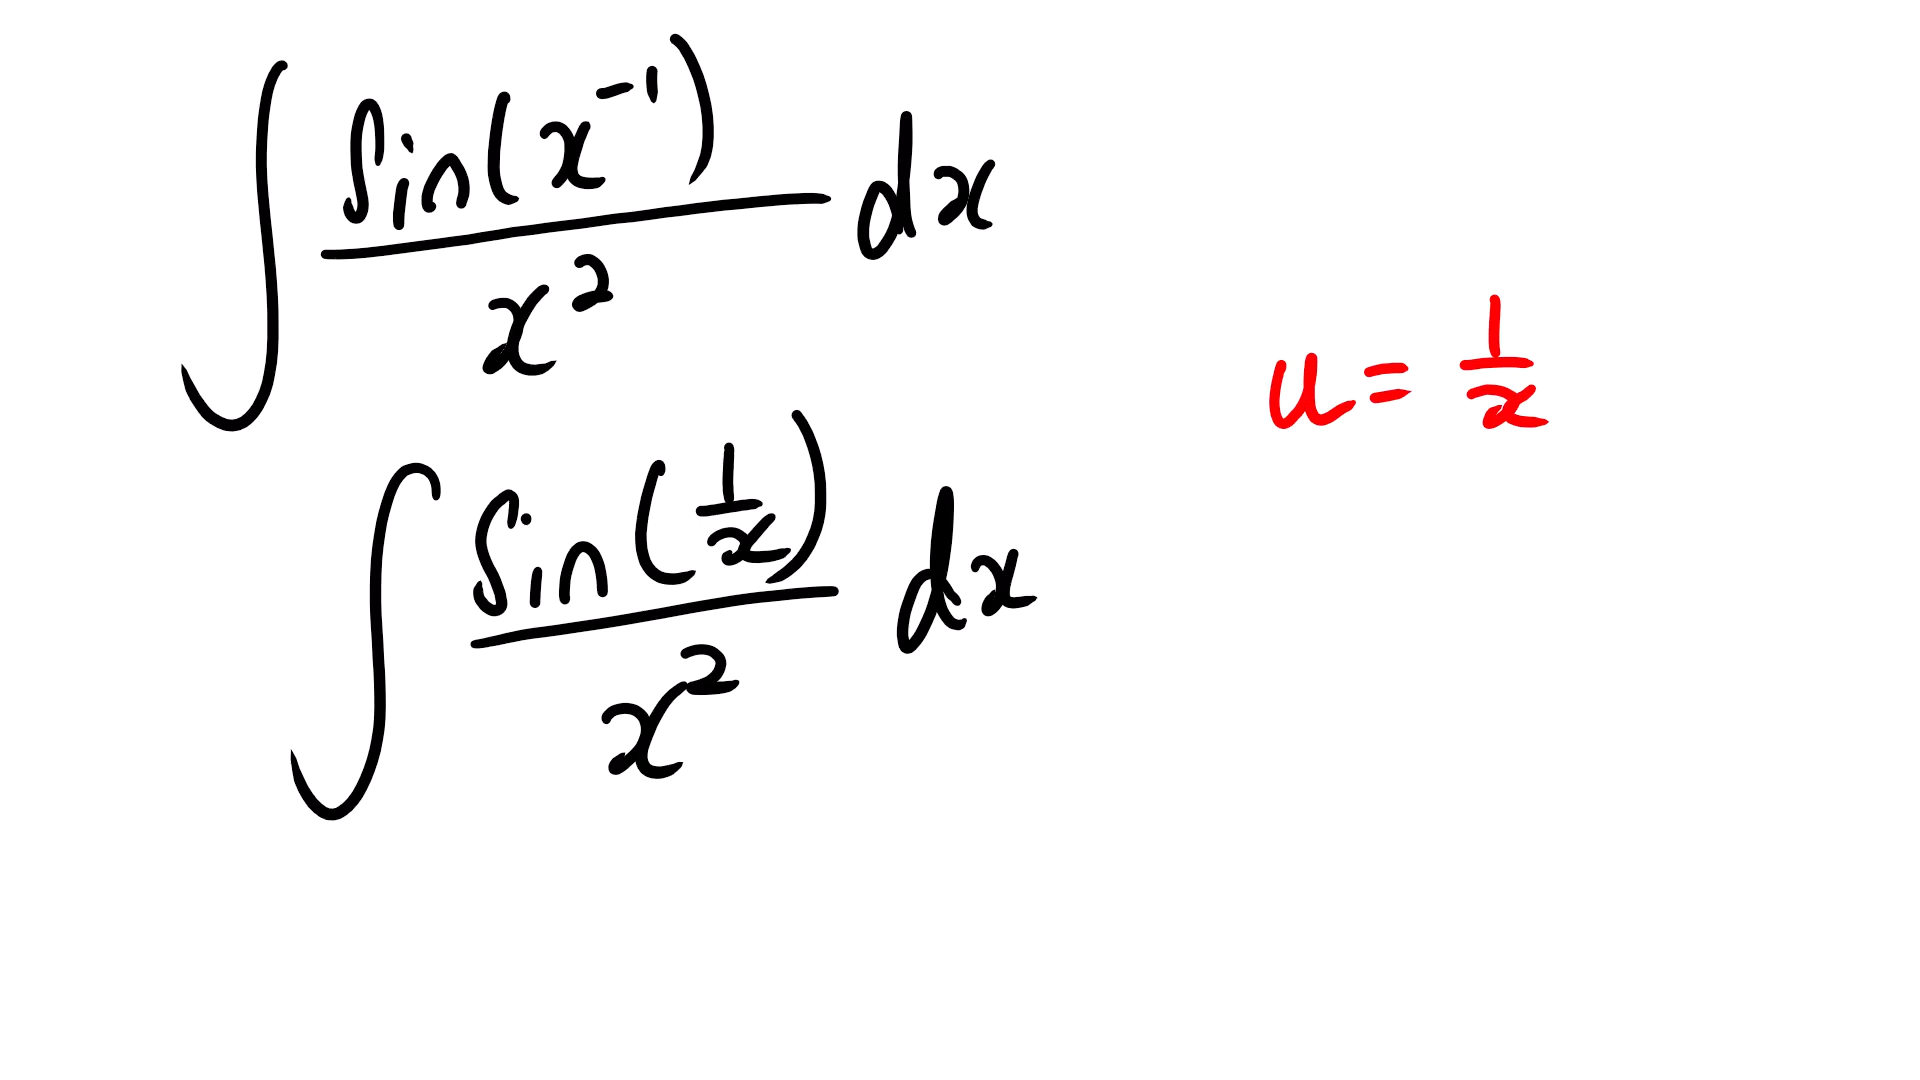 ∫ sin(x⁻¹)/x² dx
u = 1/x
∫ sin(1/x)/x² dx